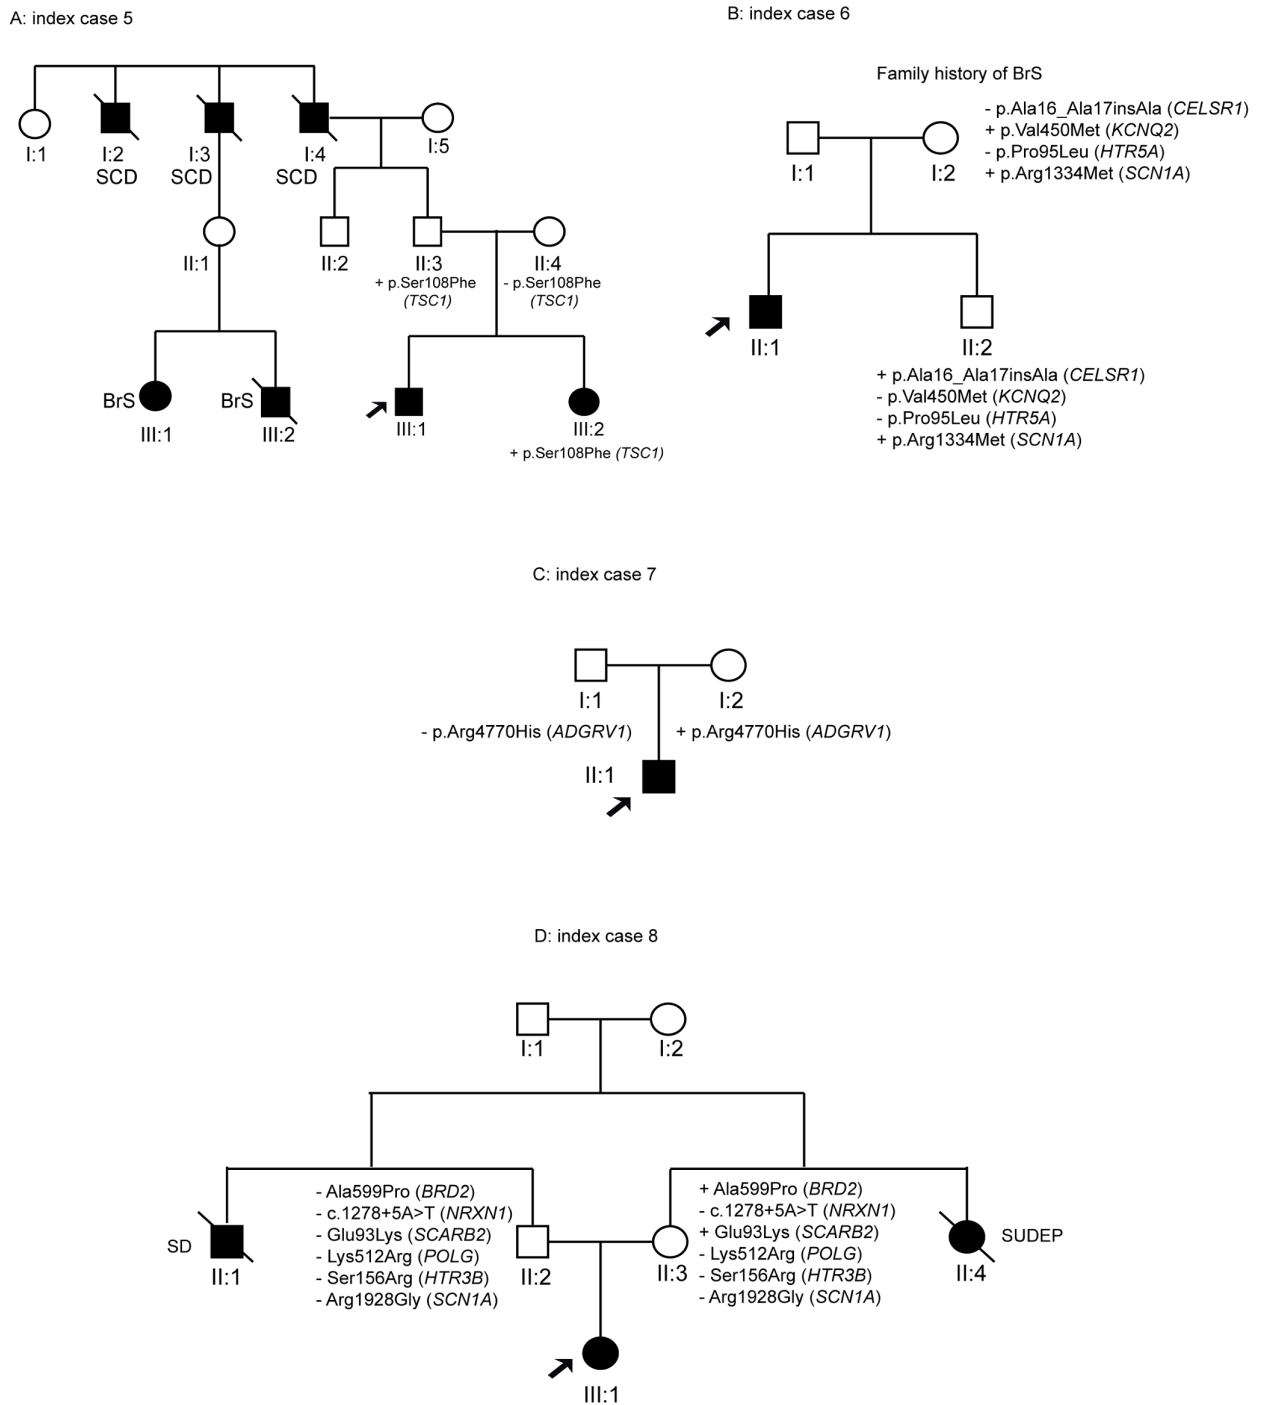 A: index case 5
I:1
I:2
SCD
I:3
SCD
I:4
SCD
I:5
II:1
II:2
II:3
+ p.Ser108Phe
(TSC1)
II:4
- p.Ser108Phe
(TSC1)
BrS
III:1
BrS
III:2
III:1
III:2
+ p.Ser108Phe (TSC1)
B: index case 6
Family history of BrS
I:1
I:2
- p.Ala16_Ala17insAla (CELSR1)
+ p.Val450Met (KCNQ2)
- p.Pro95Leu (HTR5A)
+ p.Arg1334Met (SCN1A)
II:1
II:2
+ p.Ala16_Ala17insAla (CELSR1)
- p.Val450Met (KCNQ2)
- p.Pro95Leu (HTR5A)
+ p.Arg1334Met (SCN1A)
C: index case 7
I:1
I:2
- p.Arg4770His (ADGRV1)
+ p.Arg4770His (ADGRV1)
II:1
D: index case 8
I:1
I:2
SD
II:1
- Ala599Pro (BRD2)
- c.1278+5A>T (NRXN1)
- Glu93Lys (SCARB2)
- Lys512Arg (POLG)
- Ser156Arg (HTR3B)
- Arg1928Gly (SCN1A)
II:2
II:3
+ Ala599Pro (BRD2)
- c.1278+5A>T (NRXN1)
+ Glu93Lys (SCARB2)
- Lys512Arg (POLG)
- Ser156Arg (HTR3B)
- Arg1928Gly (SCN1A)
SUDEP
II:4
III:1